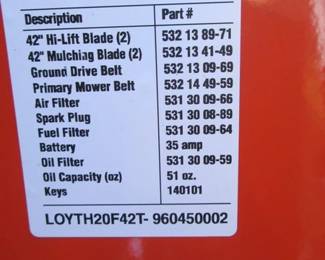 Description Part #
42" Hi-Lift Blade (2) 532 13 89-71
42" Mulching Blade (2) 532 13 41-49
Ground Drive Belt 532 13 09-69
Primary Mower Belt 532 14 49-59
Air Filter 531 30 09-66
Spark Plug 531 30 08-89
Fuel Filter 531 30 09-64
Battery 35 amp
Oil Filter 531 30 09-59
Oil Capacity (oz) 51 oz.
Keys 140101
LOYTH20F42T- 960450002